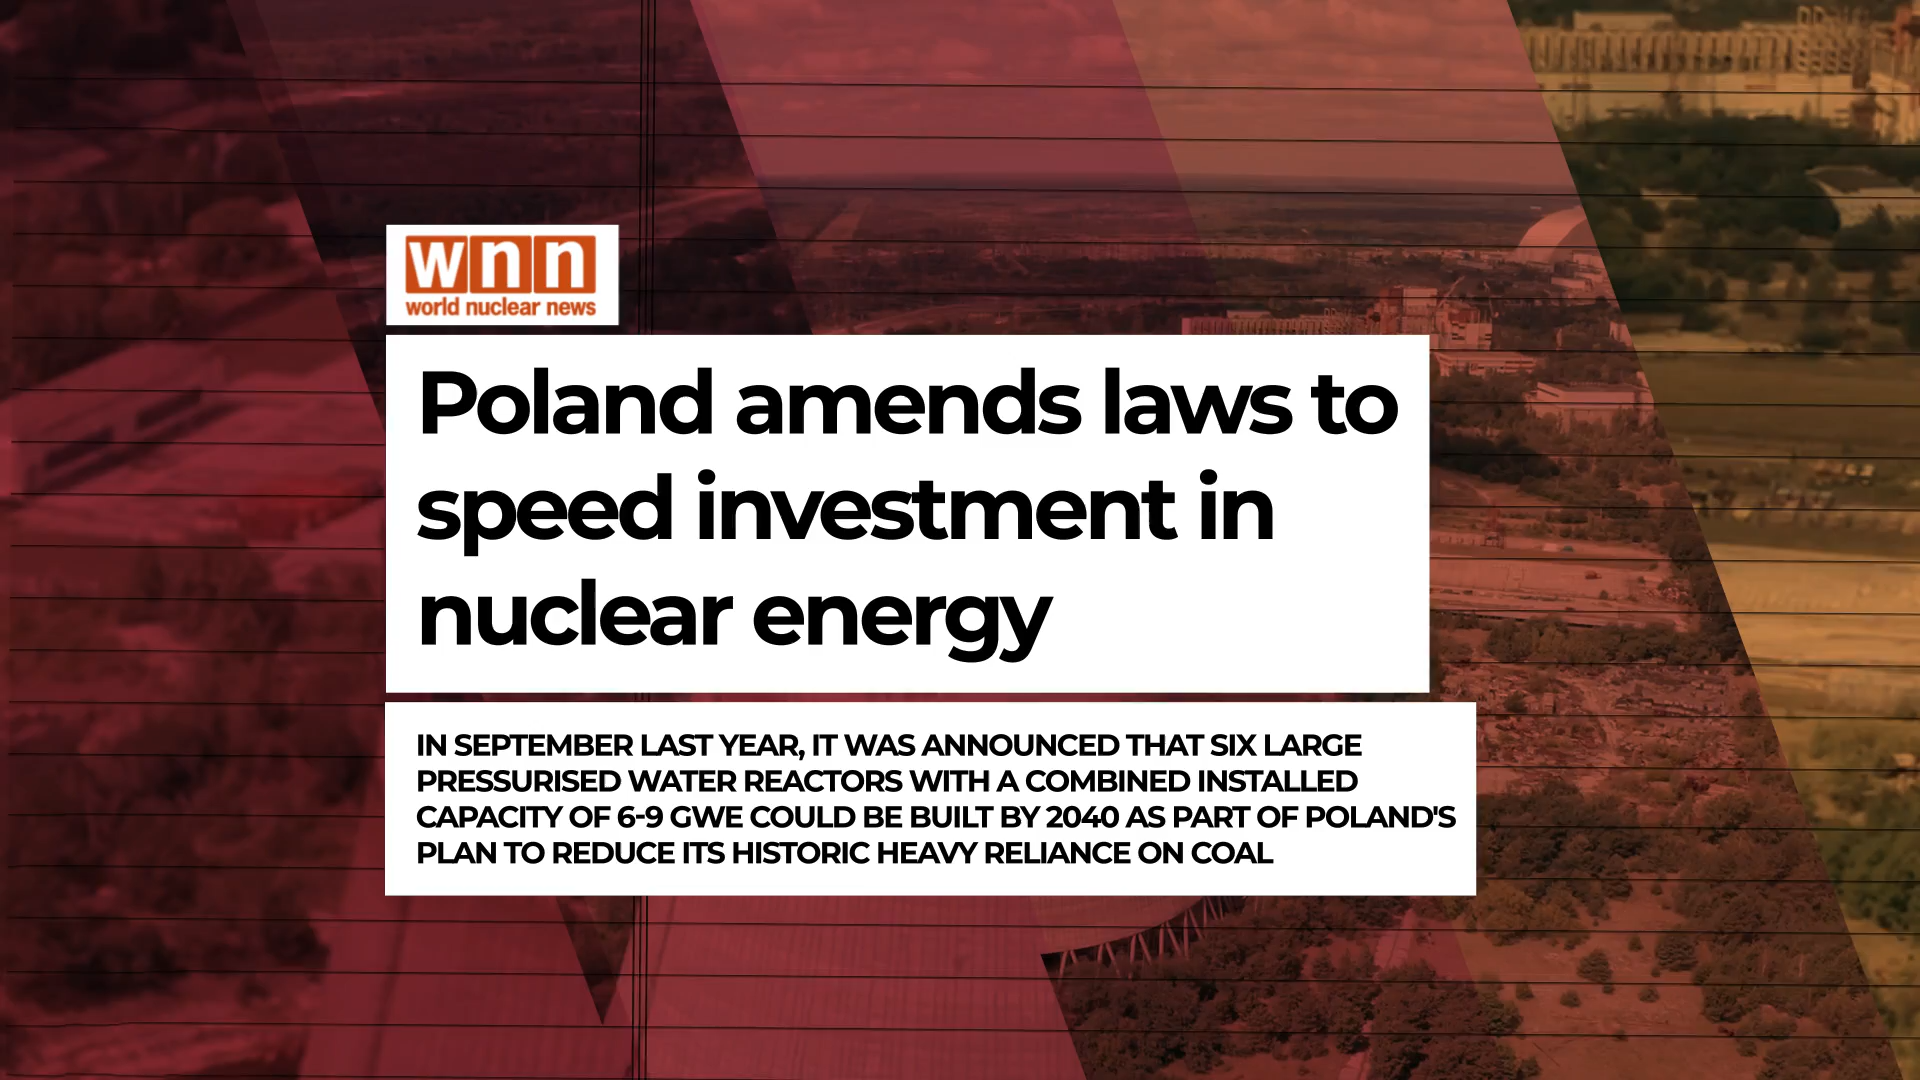 wnn
world nuclear news
Poland amends laws to
speed investment in
nuclear energy
IN SEPTEMBER LAST YEAR, IT WAS ANNOUNCED THAT SIX LARGE
PRESSURISED WATER REACTORS WITH A COMBINED INSTALLED
CAPACITY OF 6-9 GWE COULD BE BUILT BY 2040 AS PART OF POLAND'S
PLAN TO REDUCE ITS HISTORIC HEAVY RELIANCE ON COAL